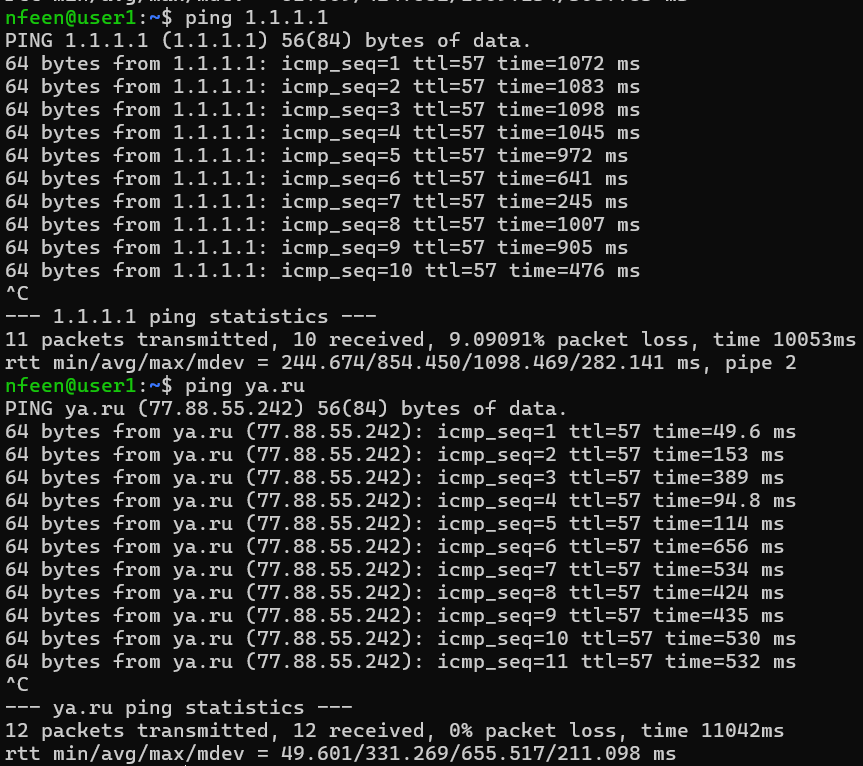 nfeen@user1:~$ ping 1.1.1.1
PING 1.1.1.1 (1.1.1.1) 56(84) bytes of data.
64 bytes from 1.1.1.1: icmp_seq=1 ttl=57 time=1072 ms
64 bytes from 1.1.1.1: icmp_seq=2 ttl=57 time=1083 ms
64 bytes from 1.1.1.1: icmp_seq=3 ttl=57 time=1098 ms
64 bytes from 1.1.1.1: icmp_seq=4 ttl=57 time=1045 ms
64 bytes from 1.1.1.1: icmp_seq=5 ttl=57 time=972 ms
64 bytes from 1.1.1.1: icmp_seq=6 ttl=57 time=641 ms
64 bytes from 1.1.1.1: icmp_seq=7 ttl=57 time=245 ms
64 bytes from 1.1.1.1: icmp_seq=8 ttl=57 time=1007 ms
64 bytes from 1.1.1.1: icmp_seq=9 ttl=57 time=905 ms
64 bytes from 1.1.1.1: icmp_seq=10 ttl=57 time=476 ms
^C
--- 1.1.1.1 ping statistics ---
11 packets transmitted, 10 received, 9.09091% packet loss, time 10053ms
rtt min/avg/max/mdev = 244.674/854.450/1098.469/282.141 ms, pipe 2
nfeen@user1:~$ ping ya.ru
PING ya.ru (77.88.55.242) 56(84) bytes of data.
64 bytes from ya.ru (77.88.55.242): icmp_seq=1 ttl=57 time=49.6 ms
64 bytes from ya.ru (77.88.55.242): icmp_seq=2 ttl=57 time=153 ms
64 bytes from ya.ru (77.88.55.242): icmp_seq=3 ttl=57 time=389 ms
64 bytes from ya.ru (77.88.55.242): icmp_seq=4 ttl=57 time=94.8 ms
64 bytes from ya.ru (77.88.55.242): icmp_seq=5 ttl=57 time=114 ms
64 bytes from ya.ru (77.88.55.242): icmp_seq=6 ttl=57 time=656 ms
64 bytes from ya.ru (77.88.55.242): icmp_seq=7 ttl=57 time=534 ms
64 bytes from ya.ru (77.88.55.242): icmp_seq=8 ttl=57 time=424 ms
64 bytes from ya.ru (77.88.55.242): icmp_seq=9 ttl=57 time=435 ms
64 bytes from ya.ru (77.88.55.242): icmp_seq=10 ttl=57 time=530 ms
64 bytes from ya.ru (77.88.55.242): icmp_seq=11 ttl=57 time=532 ms
^C
--- ya.ru ping statistics ---
12 packets transmitted, 12 received, 0% packet loss, time 11042ms
rtt min/avg/max/mdev = 49.601/331.269/655.517/211.098 ms